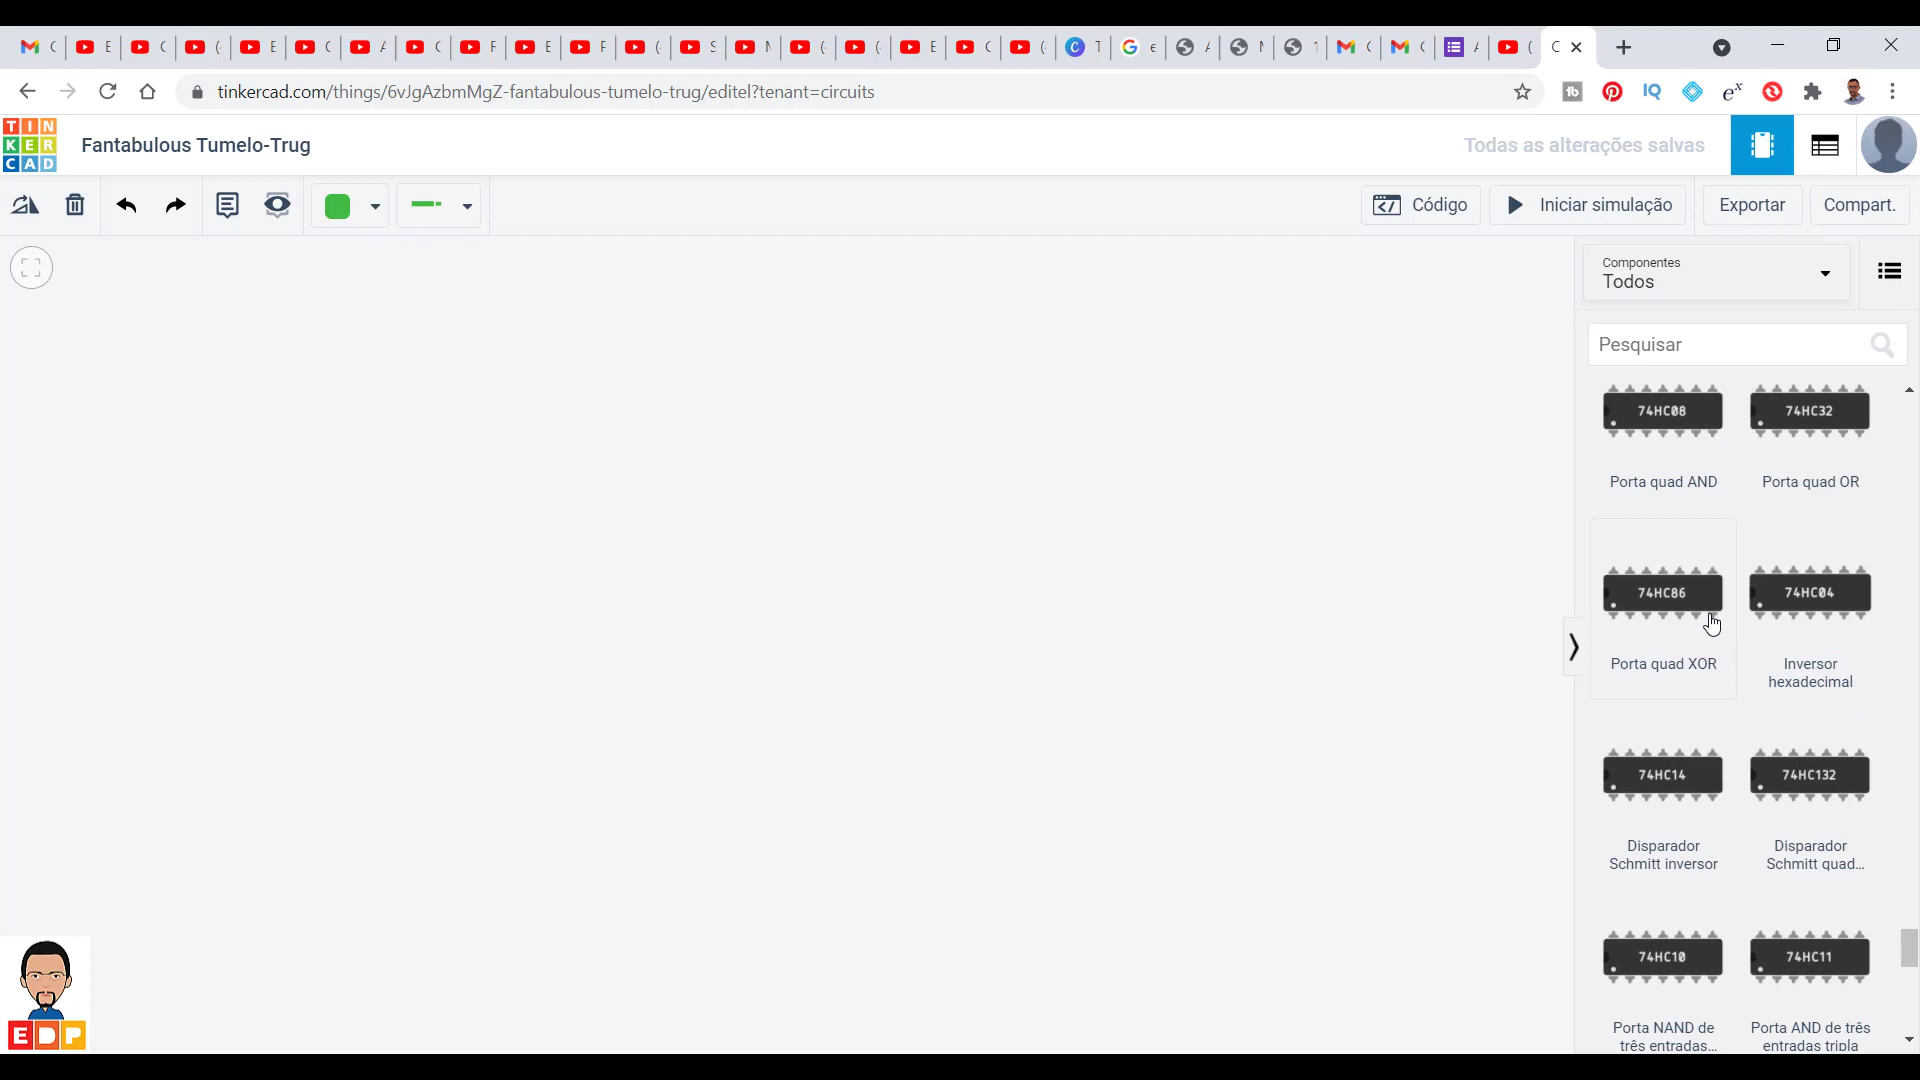 tinkercad.com/things/6vJgAzbmMgZ-fantabulous-tumelo-trug/editel?tenant=circuits
TIN
KER
CAD
Fantabulous Tumelo-Trug
Todas as alterações salvas
Código
Iniciar simulação
Exportar
Compart.
Componentes
Todos
Pesquisar
74HC08
74HC32
Porta quad AND
Porta quad OR
74HC86
74HC04
Porta quad XOR
Inversor
hexadecimal
74HC14
74HC132
Disparador
Schmitt inversor
Disparador
Schmitt quad...
74HC10
74HC11
Porta NAND de
três entradas...
Porta AND de três
entradas tripla
EDP